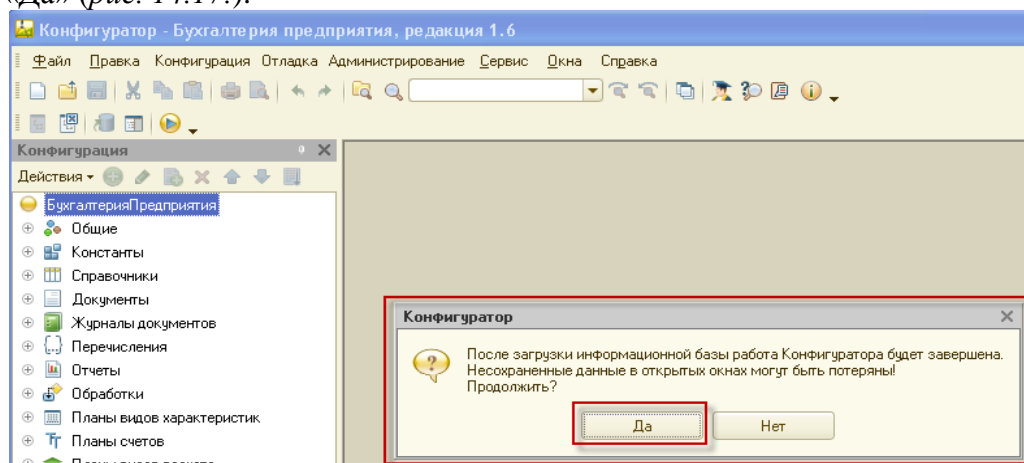 «Да» (рис. 14.17.).
Конфигуратор - Бухгалтерия предприятия, редакция 1.6
Файл Правка Конфигурация Отладка Администрирование Сервис Окна Справка
Конфигурация
Действия
БухгалтерияПредприятия
Общие
Константы
Справочники
Документы
Журналы документов
Перечисления
Отчеты
Обработки
Планы видов характеристик
Планы счетов
Конфигуратор
После загрузки информационной базы работа Конфигуратора будет завершена.
Несохраненные данные в открытых окнах могут быть потеряны!
Продолжить?
Да Нет